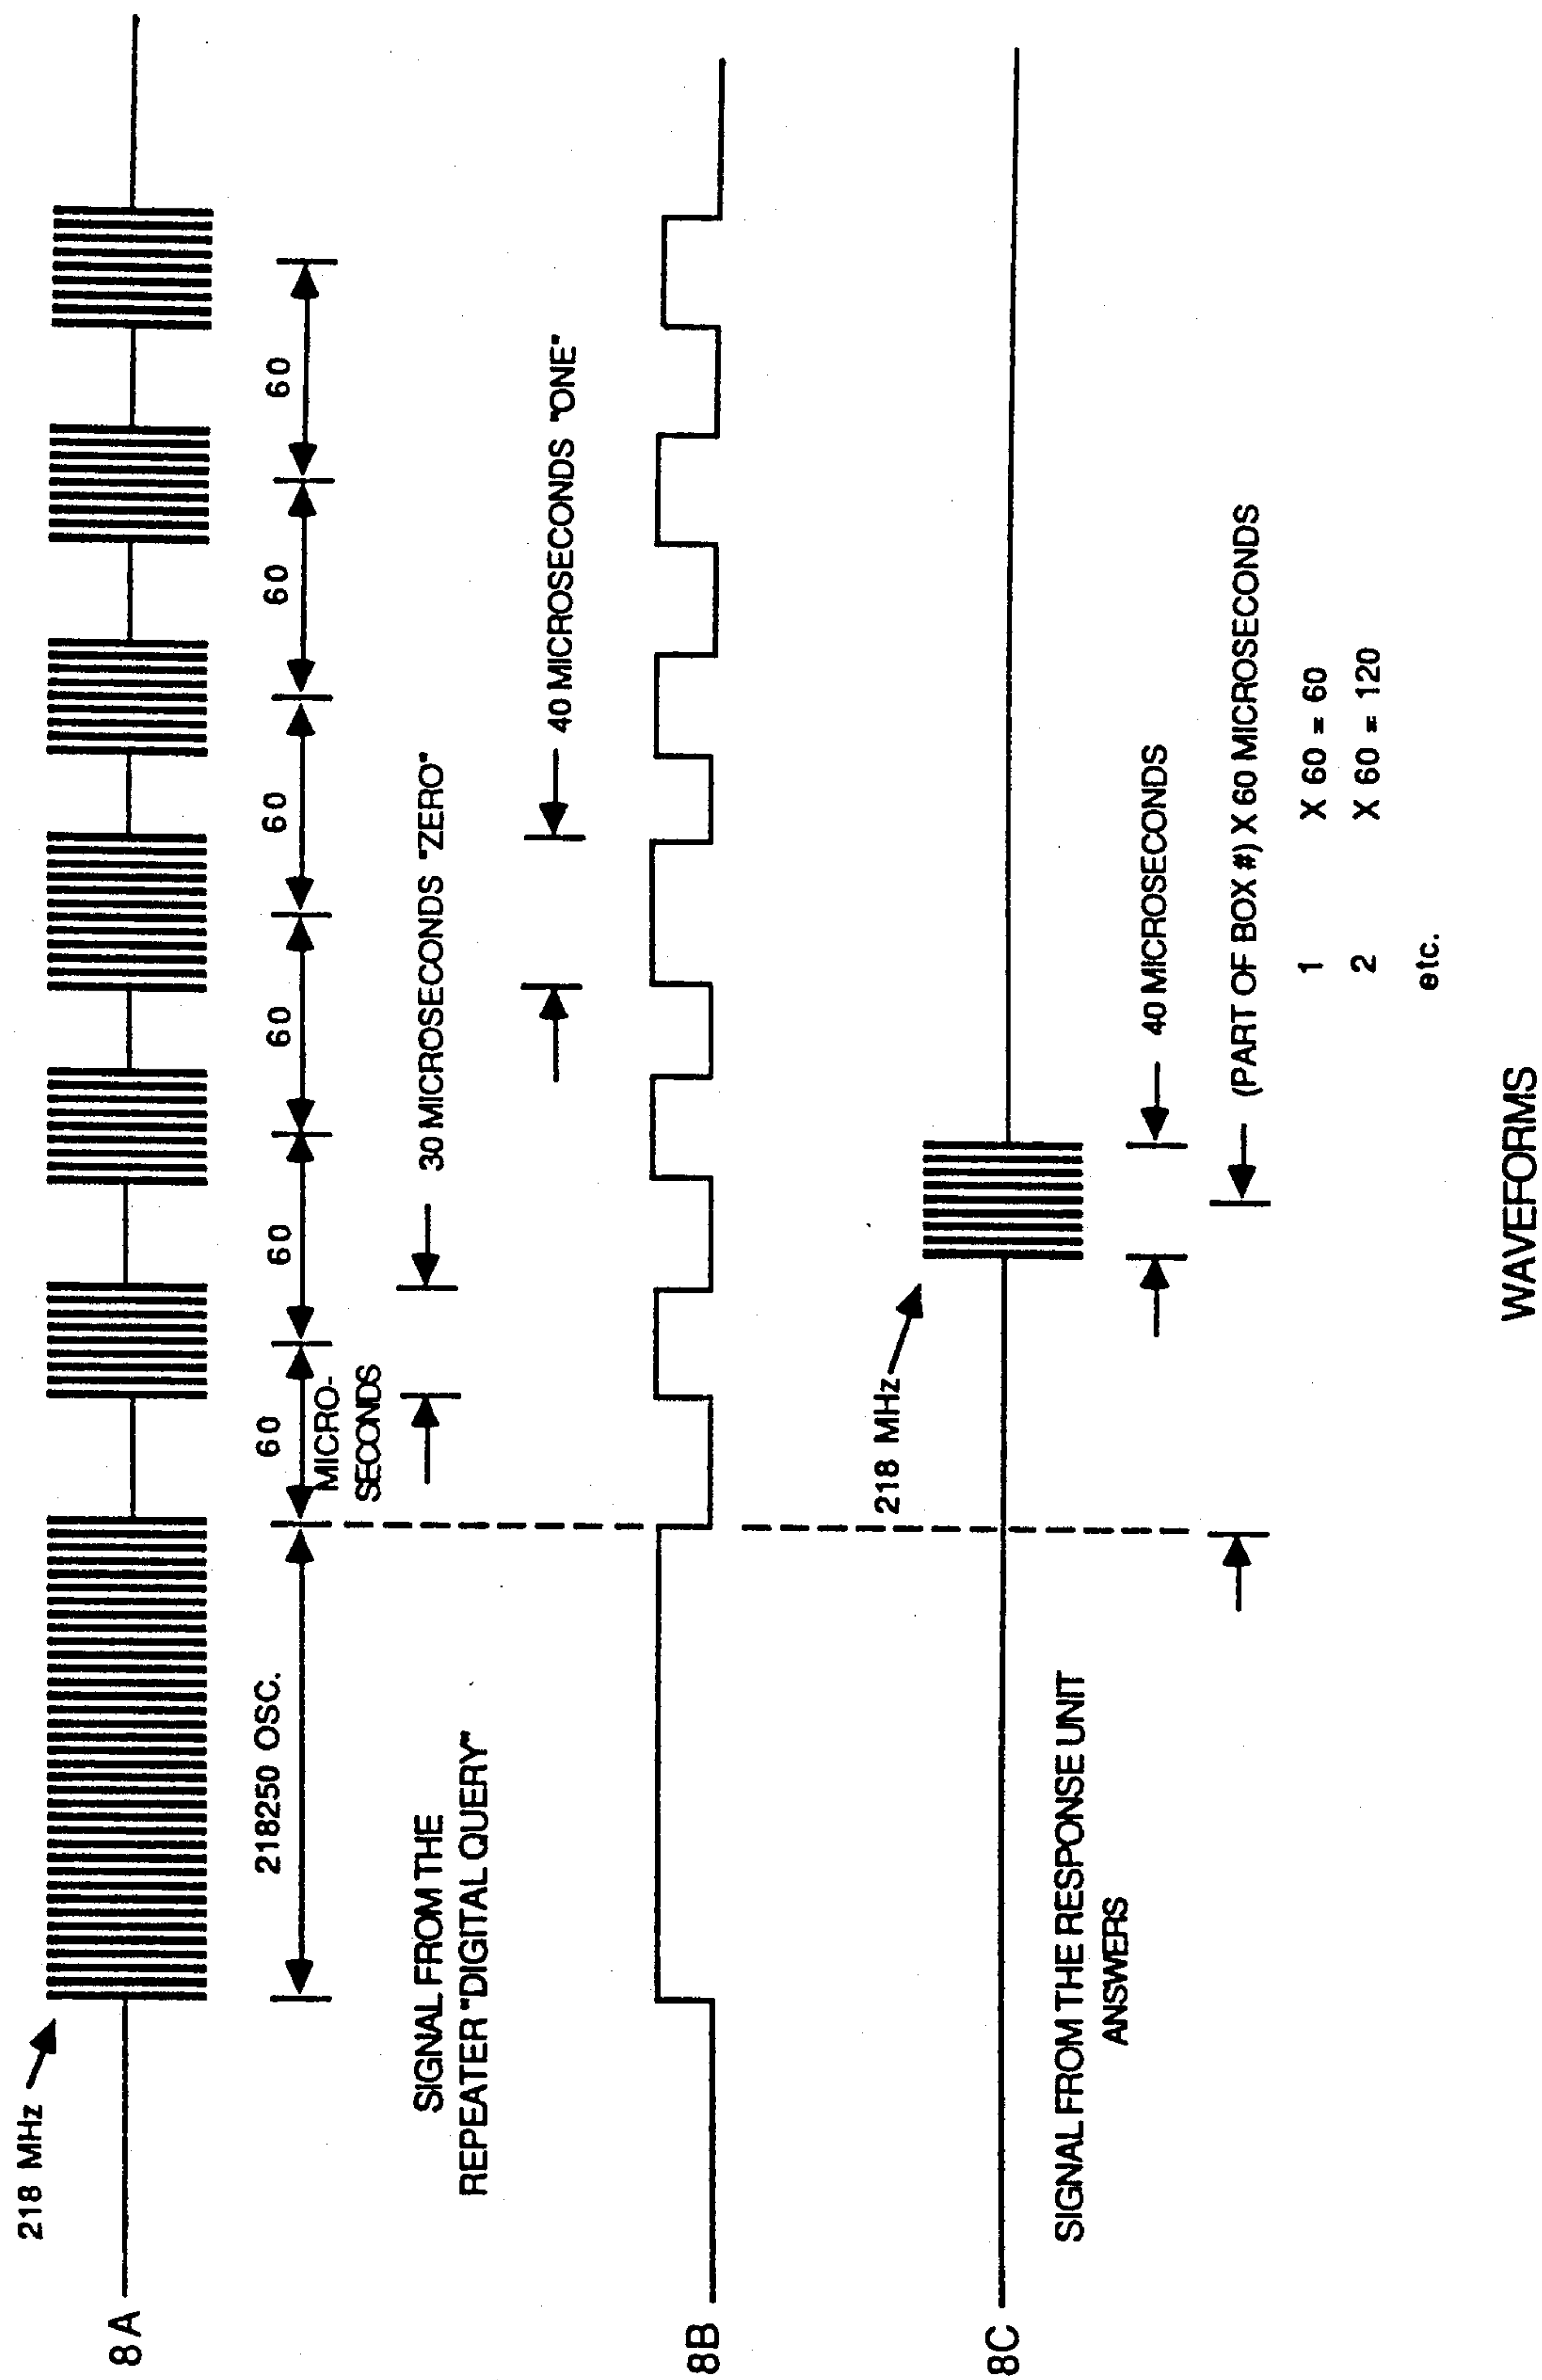 218 MHz
8A
218250 OSC.
60
MICRO-
SECONDS
60
60
60
60
60
60
SIGNAL FROM THE
REPEATER "DIGITAL QUERY"
30 MICROSECONDS "ZERO"
40 MICROSECONDS "ONE"
8B
218 MHz
8C
SIGNAL FROM THE RESPONSE UNIT
ANSWERS
40 MICROSECONDS
(PART OF BOX #) X 60 MICROSECONDS
1 X 60 = 60
2 X 60 = 120
etc.
WAVEFORMS